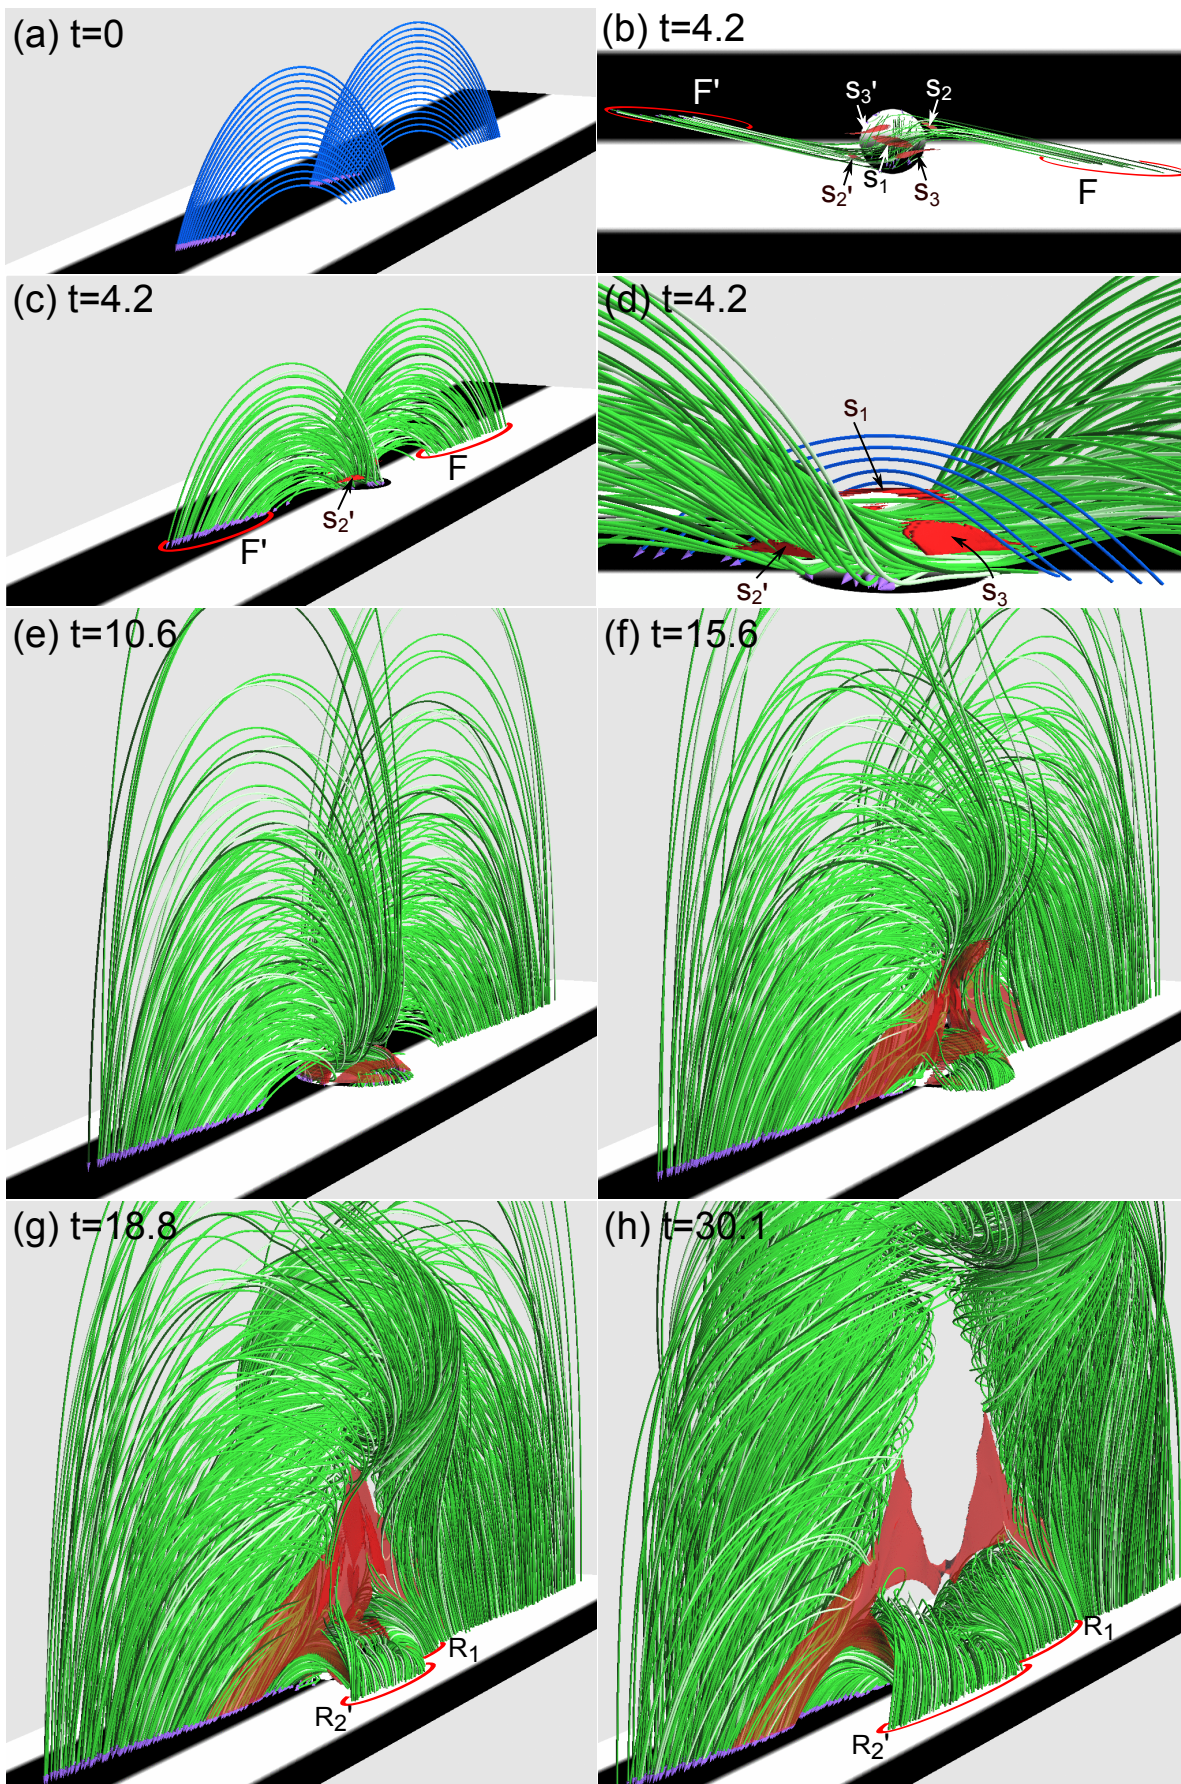 (a) t=0
(b) t=4.2
F'
s3'
s2
s2'
s1
s3
F
(c) t=4.2
F
s2'
F'
(d) t=4.2
s1
s2'
s3
(e) t=10.6
(f) t=15.6
(g) t=18.8
R1
R2'
(h) t=30.1
R1
R2'